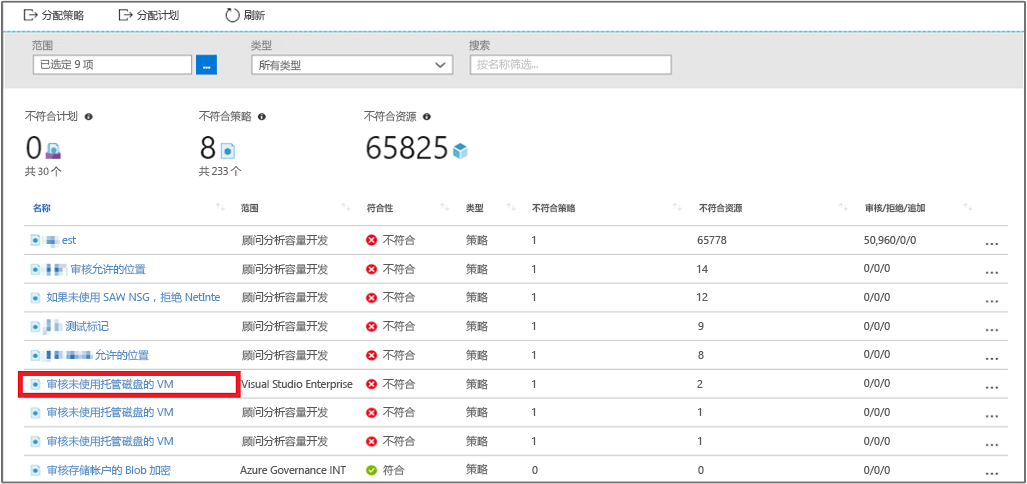 分配策略 分配计划 刷新
范围 类型 搜索
已选定 9 项 ... 所有类型 按名称筛选...
不符合计划 不符合策略 不符合资源
0 8 65825
共 30 个 共 233 个
名称 范围 符合性 类型 不符合策略 不符合资源 审核/拒绝/追加
est 顾问分析容量开发 不符合 策略 1 65778 50,960/0/0 ...
审核允许的位置 顾问分析容量开发 不符合 策略 1 14 0/0/0 ...
如果未使用 SAW NSG，拒绝 NetInte 顾问分析容量开发 不符合 策略 1 12 0/0/0 ...
测试标记 顾问分析容量开发 不符合 策略 1 9 0/0/0 ...
允许的位置 顾问分析容量开发 不符合 策略 1 8 0/0/0 ...
审核未使用托管磁盘的 VM Visual Studio Enterprise 不符合 策略 1 2 0/0/0 ...
审核未使用托管磁盘的 VM 顾问分析容量开发 不符合 策略 1 1 0/0/0 ...
审核未使用托管磁盘的 VM 顾问分析容量开发 不符合 策略 1 1 0/0/0 ...
审核存储帐户的 Blob 加密 Azure Governance INT 符合 策略 0 0 0/0/0 ...